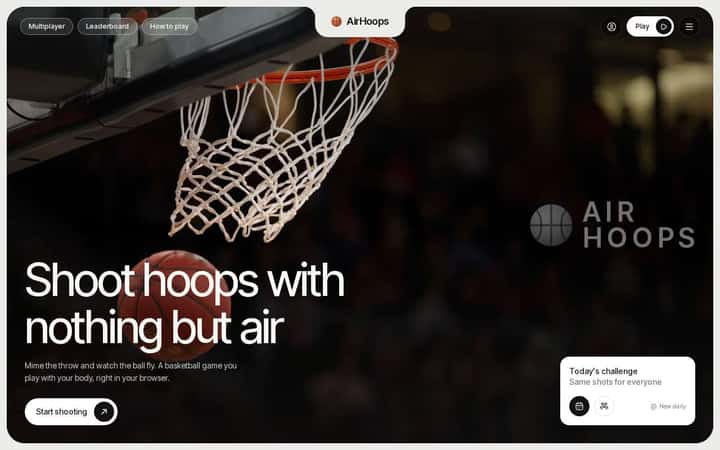 Multiplayer
Leaderboard
How to play
AirHoops
Play
AIR
HOOPS
Shoot hoops with
nothing but air
Mime the throw and watch the ball fly. A basketball game you
play with your body, right in your browser.
Start shooting
Today's challenge
Same shots for everyone
New daily